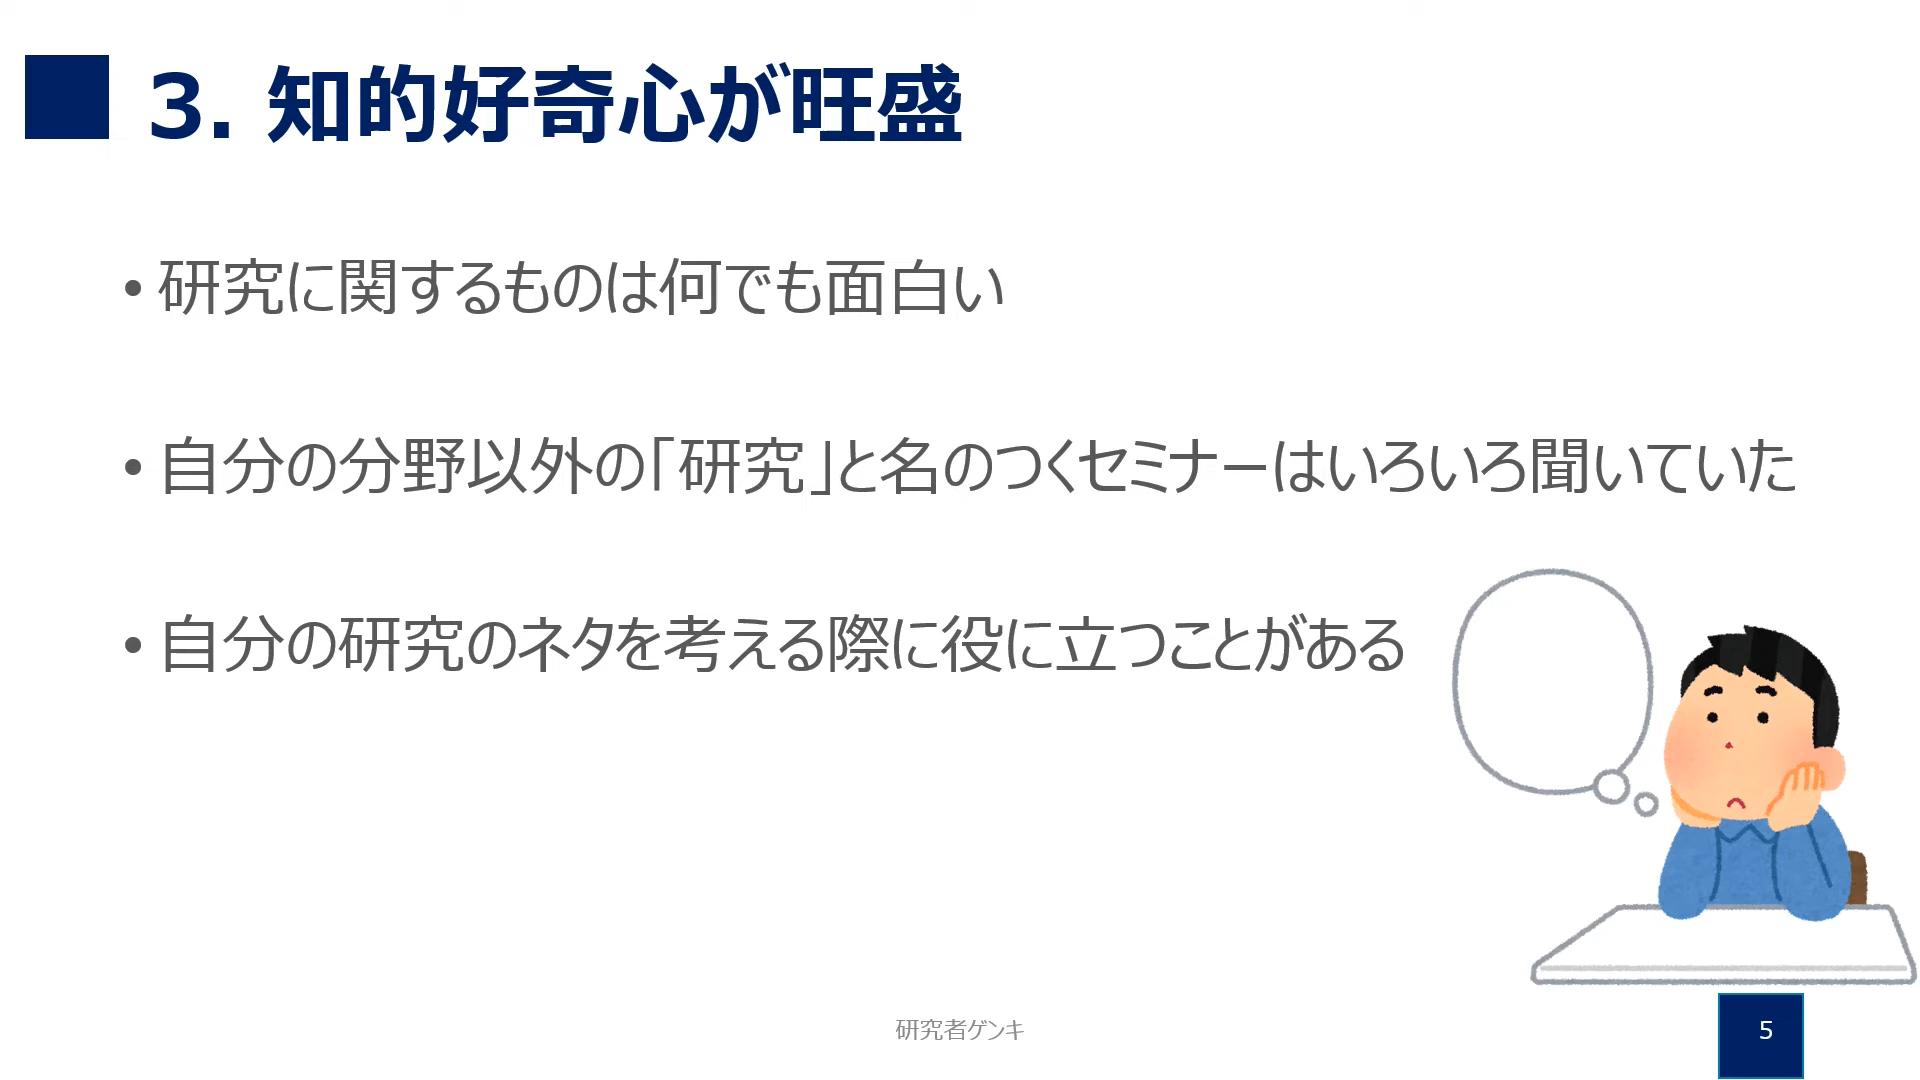 3. 知的好奇心が旺盛
• 研究に関するものは何でも面白い
• 自分の分野以外の「研究」と名のつくセミナーはいろいろ聞いていた
• 自分の研究のネタを考える際に役に立つことがある
研究者ゲンキ
5